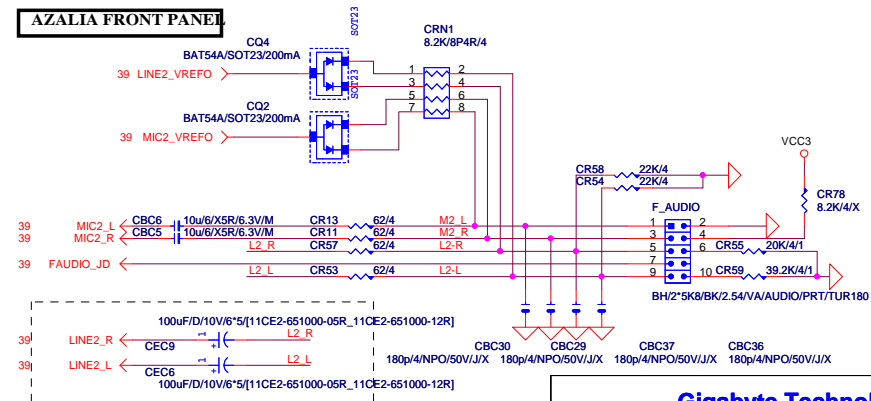 AZALIA FRONT PANEL
SOT23
CQ4
BAT54A/SOT23/200mA
CRN1
8.2K/8P4R/4
39 LINE2_VREFO
1 2
3 4
5 6
7 8
SOT23
CQ2
BAT54A/SOT23/200mA
39 MIC2_VREFO
VCC3
CR58 22K/4
CR54 22K/4
CR78
8.2K/4/X
F_AUDIO
39 MIC2_L CBC6 10u/6/X5R/6.3V/M CR13 62/4 M2_L 1 2
39 MIC2_R CBC5 10u/6/X5R/6.3V/M CR11 62/4 M2_R 3 4
L2_R CR57 62/4 L2-R 5 6 CR55 20K/4/1
39 FAUDIO_JD 7
L2_L CR53 62/4 L2-L 9 10 CR59 39.2K/4/1
BH/2*5K8/BK/2.54/VA/AUDIO/PRT/TUR180
100uF/D/10V/6*5/[11CE2-651000-05R_11CE2-651000-12R]
39 LINE2_R 1 + L2_R
CEC9
39 LINE2_L 1 + L2_L
CEC6
100uF/D/10V/6*5/[11CE2-651000-05R_11CE2-651000-12R]
CBC30 CBC29 CBC37 CBC36
180p/4/NPO/50V/J/X 180p/4/NPO/50V/J/X 180p/4/NPO/50V/J/X 180p/4/NPO/50V/J/X